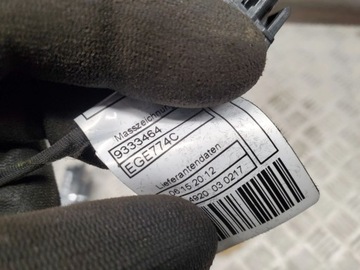 Masszeichnu
9333464
EGE774C
Lieferantendaten
06 15 20 12
4920 03 0217